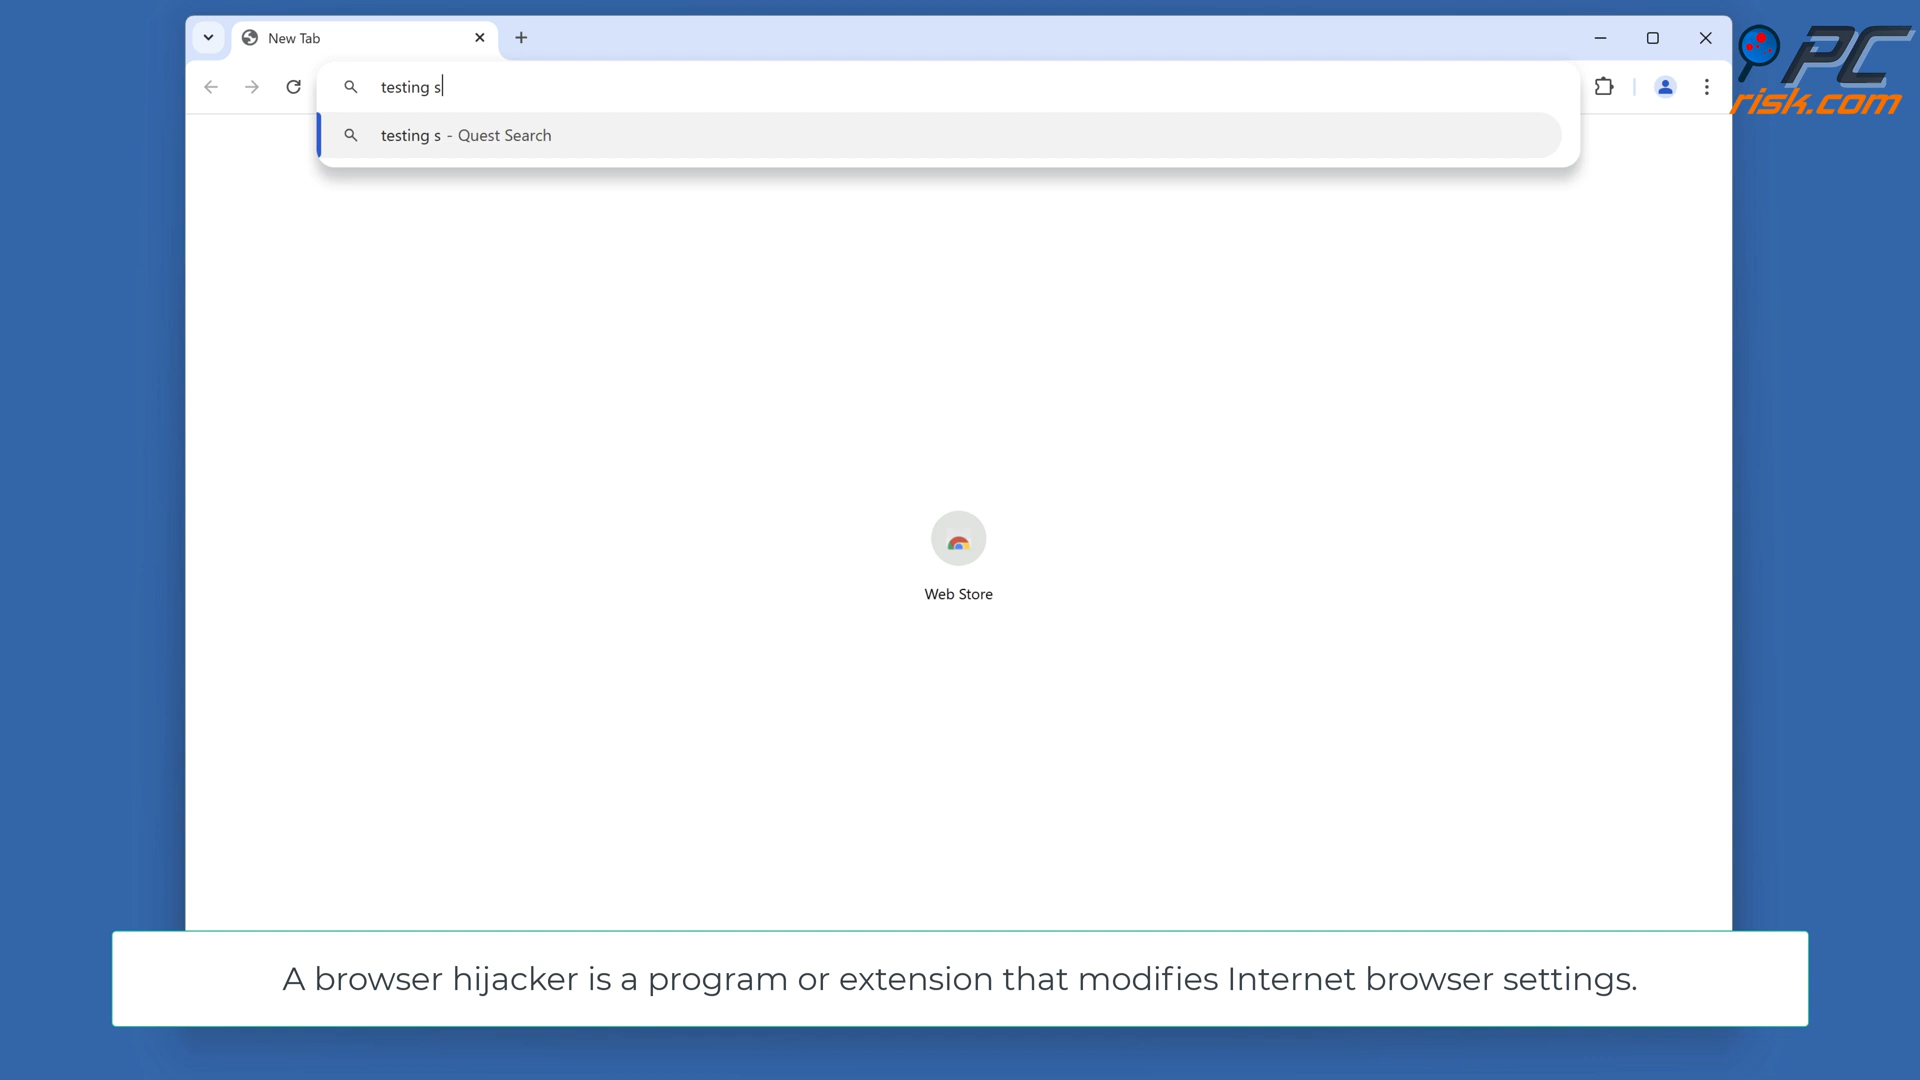 New Tab
PC
risk.com
testing s
testing s - Quest Search
Web Store
A browser hijacker is a program or extension that modifies Internet browser settings.